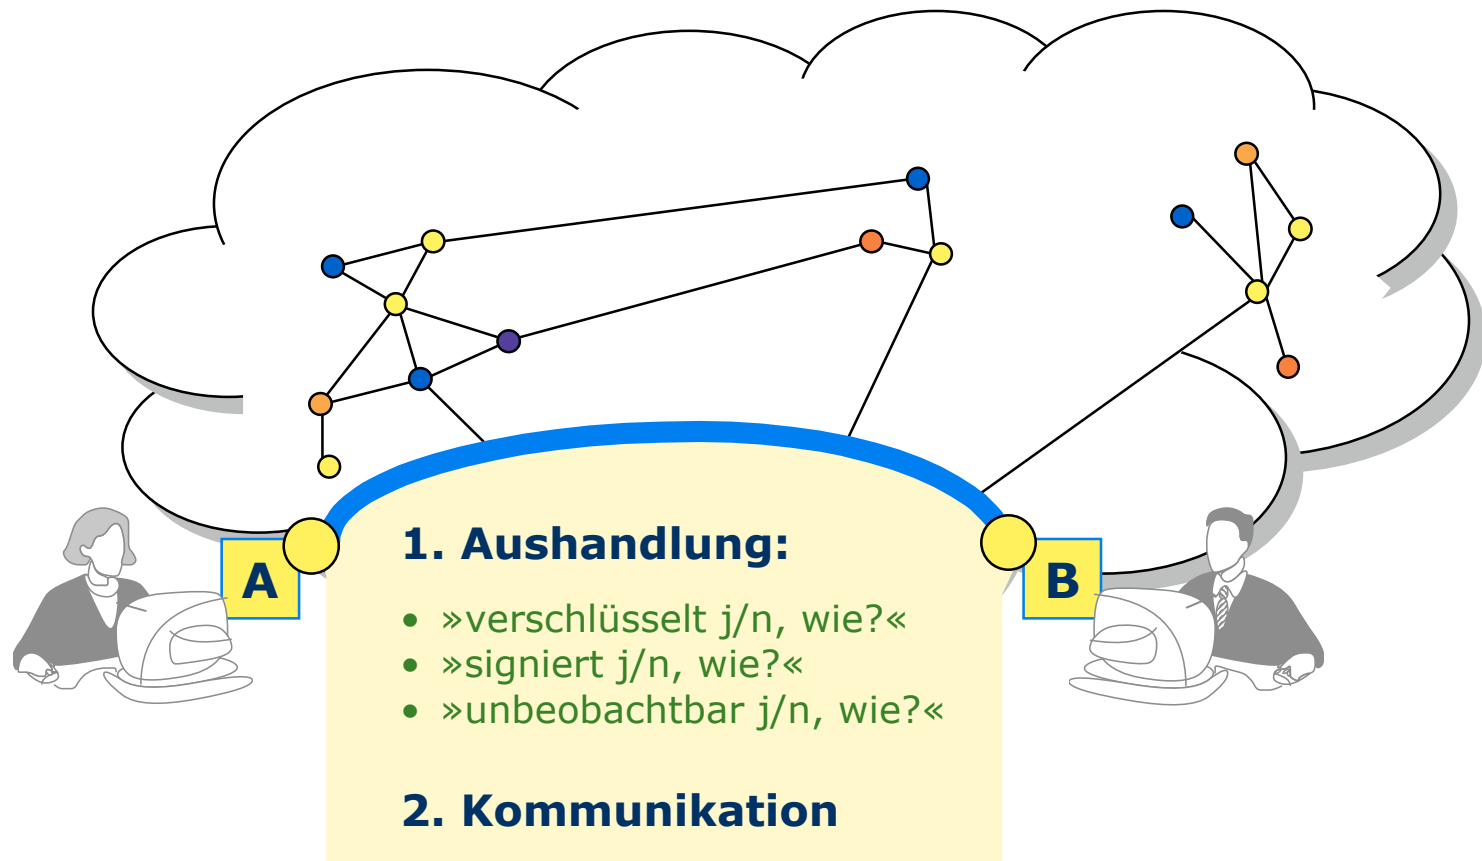 1. Aushandlung:
A
B
• »verschlüsselt j/n, wie?«
• »signiert j/n, wie?«
• »unbeobachtbar j/n, wie?«
2. Kommunikation